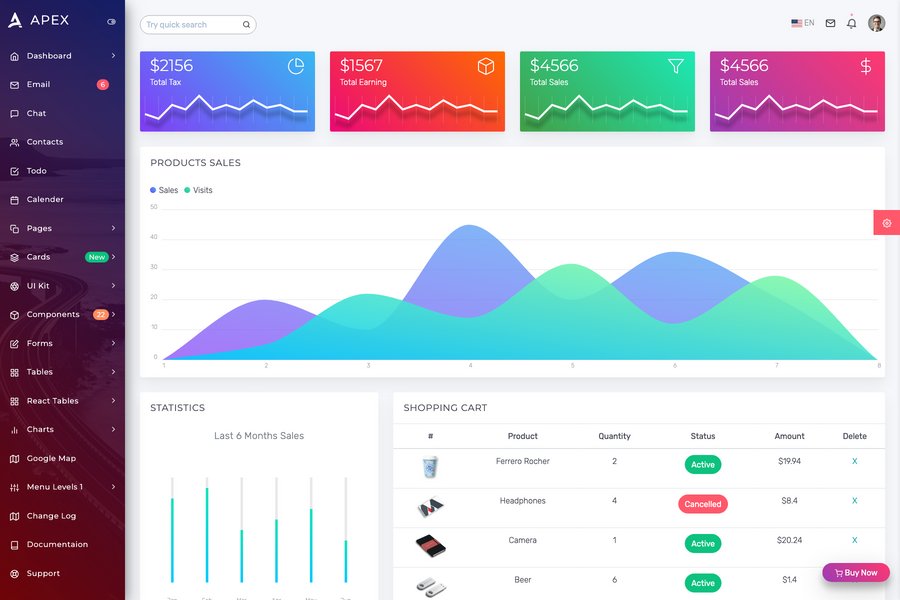 APEX
Dashboard
Email 6
Chat
Contacts
Todo
Calender
Pages
Cards New
UI Kit
Components 22
Forms
Tables
React Tables
Charts
Google Map
Menu Levels 1
Change Log
Documentaion
Support
Try quick search
EN
$2156
Total Tax
$1567
Total Earning
$4566
Total Sales
$4566
Total Sales
PRODUCTS SALES
Sales Visits
50
40
30
20
10
0
1 2 3 4 5 6 7 8
STATISTICS
Last 6 Months Sales
SHOPPING CART
# Product Quantity Status Amount Delete
Ferrero Rocher 2 Active $19.94 X
Headphones 4 Cancelled $8.4 X
Camera 1 Active $20.24 X
Beer 6 Active $1.4
Buy Now